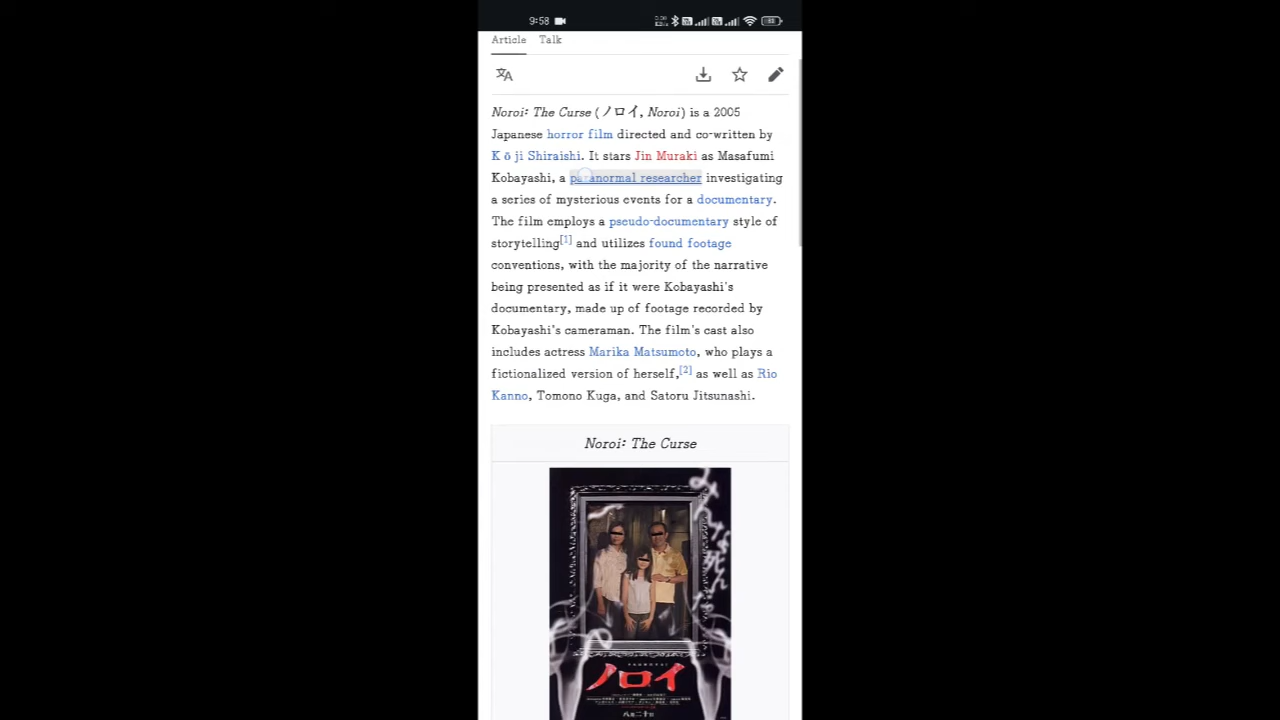 9:58
Article Talk
Noroi: The Curse (ノロイ, Noroi) is a 2005
Japanese horror film directed and co-written by
Kōji Shiraishi. It stars Jin Muraki as Masafumi
Kobayashi, a paranormal researcher investigating
a series of mysterious events for a documentary.
The film employs a pseudo-documentary style of
storytelling[1] and utilizes found footage
conventions, with the majority of the narrative
being presented as if it were Kobayashi's
documentary, made up of footage recorded by
Kobayashi's cameraman. The film's cast also
includes actress Marika Matsumoto, who plays a
fictionalized version of herself,[2] as well as Rio
Kanno, Tomono Kuga, and Satoru Jitsunashi.
Noroi: The Curse
ノロイ